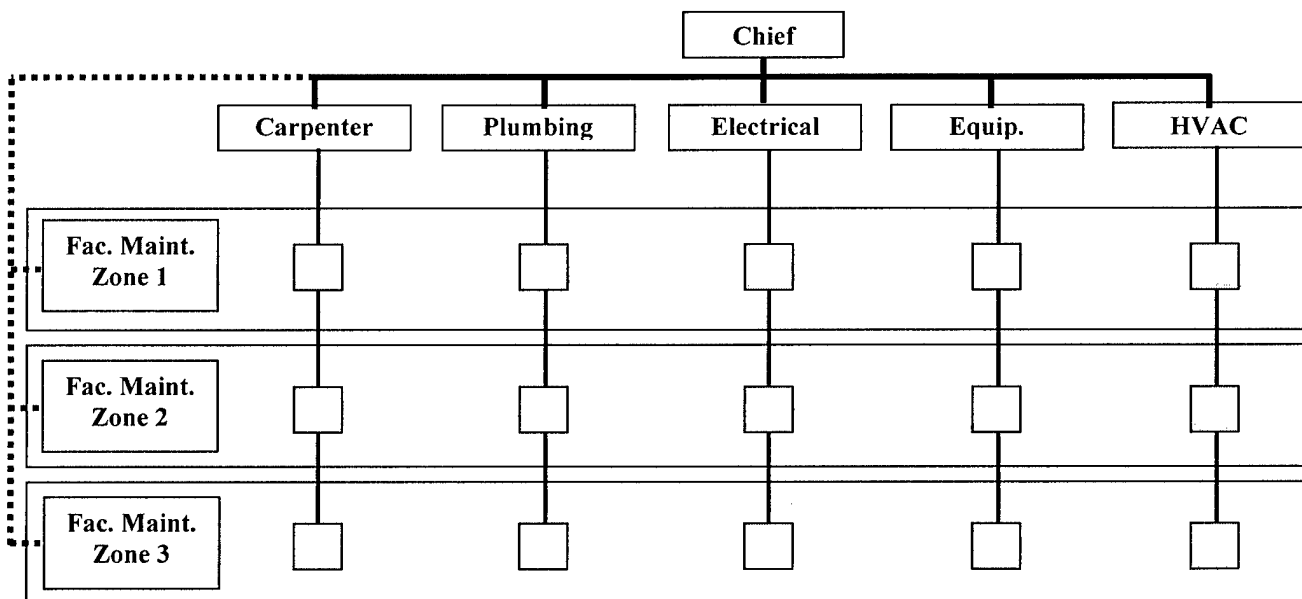 Chief
Carpenter
Plumbing
Electrical
Equip.
HVAC
Fac. Maint.
Zone 1
Fac. Maint.
Zone 2
Fac. Maint.
Zone 3